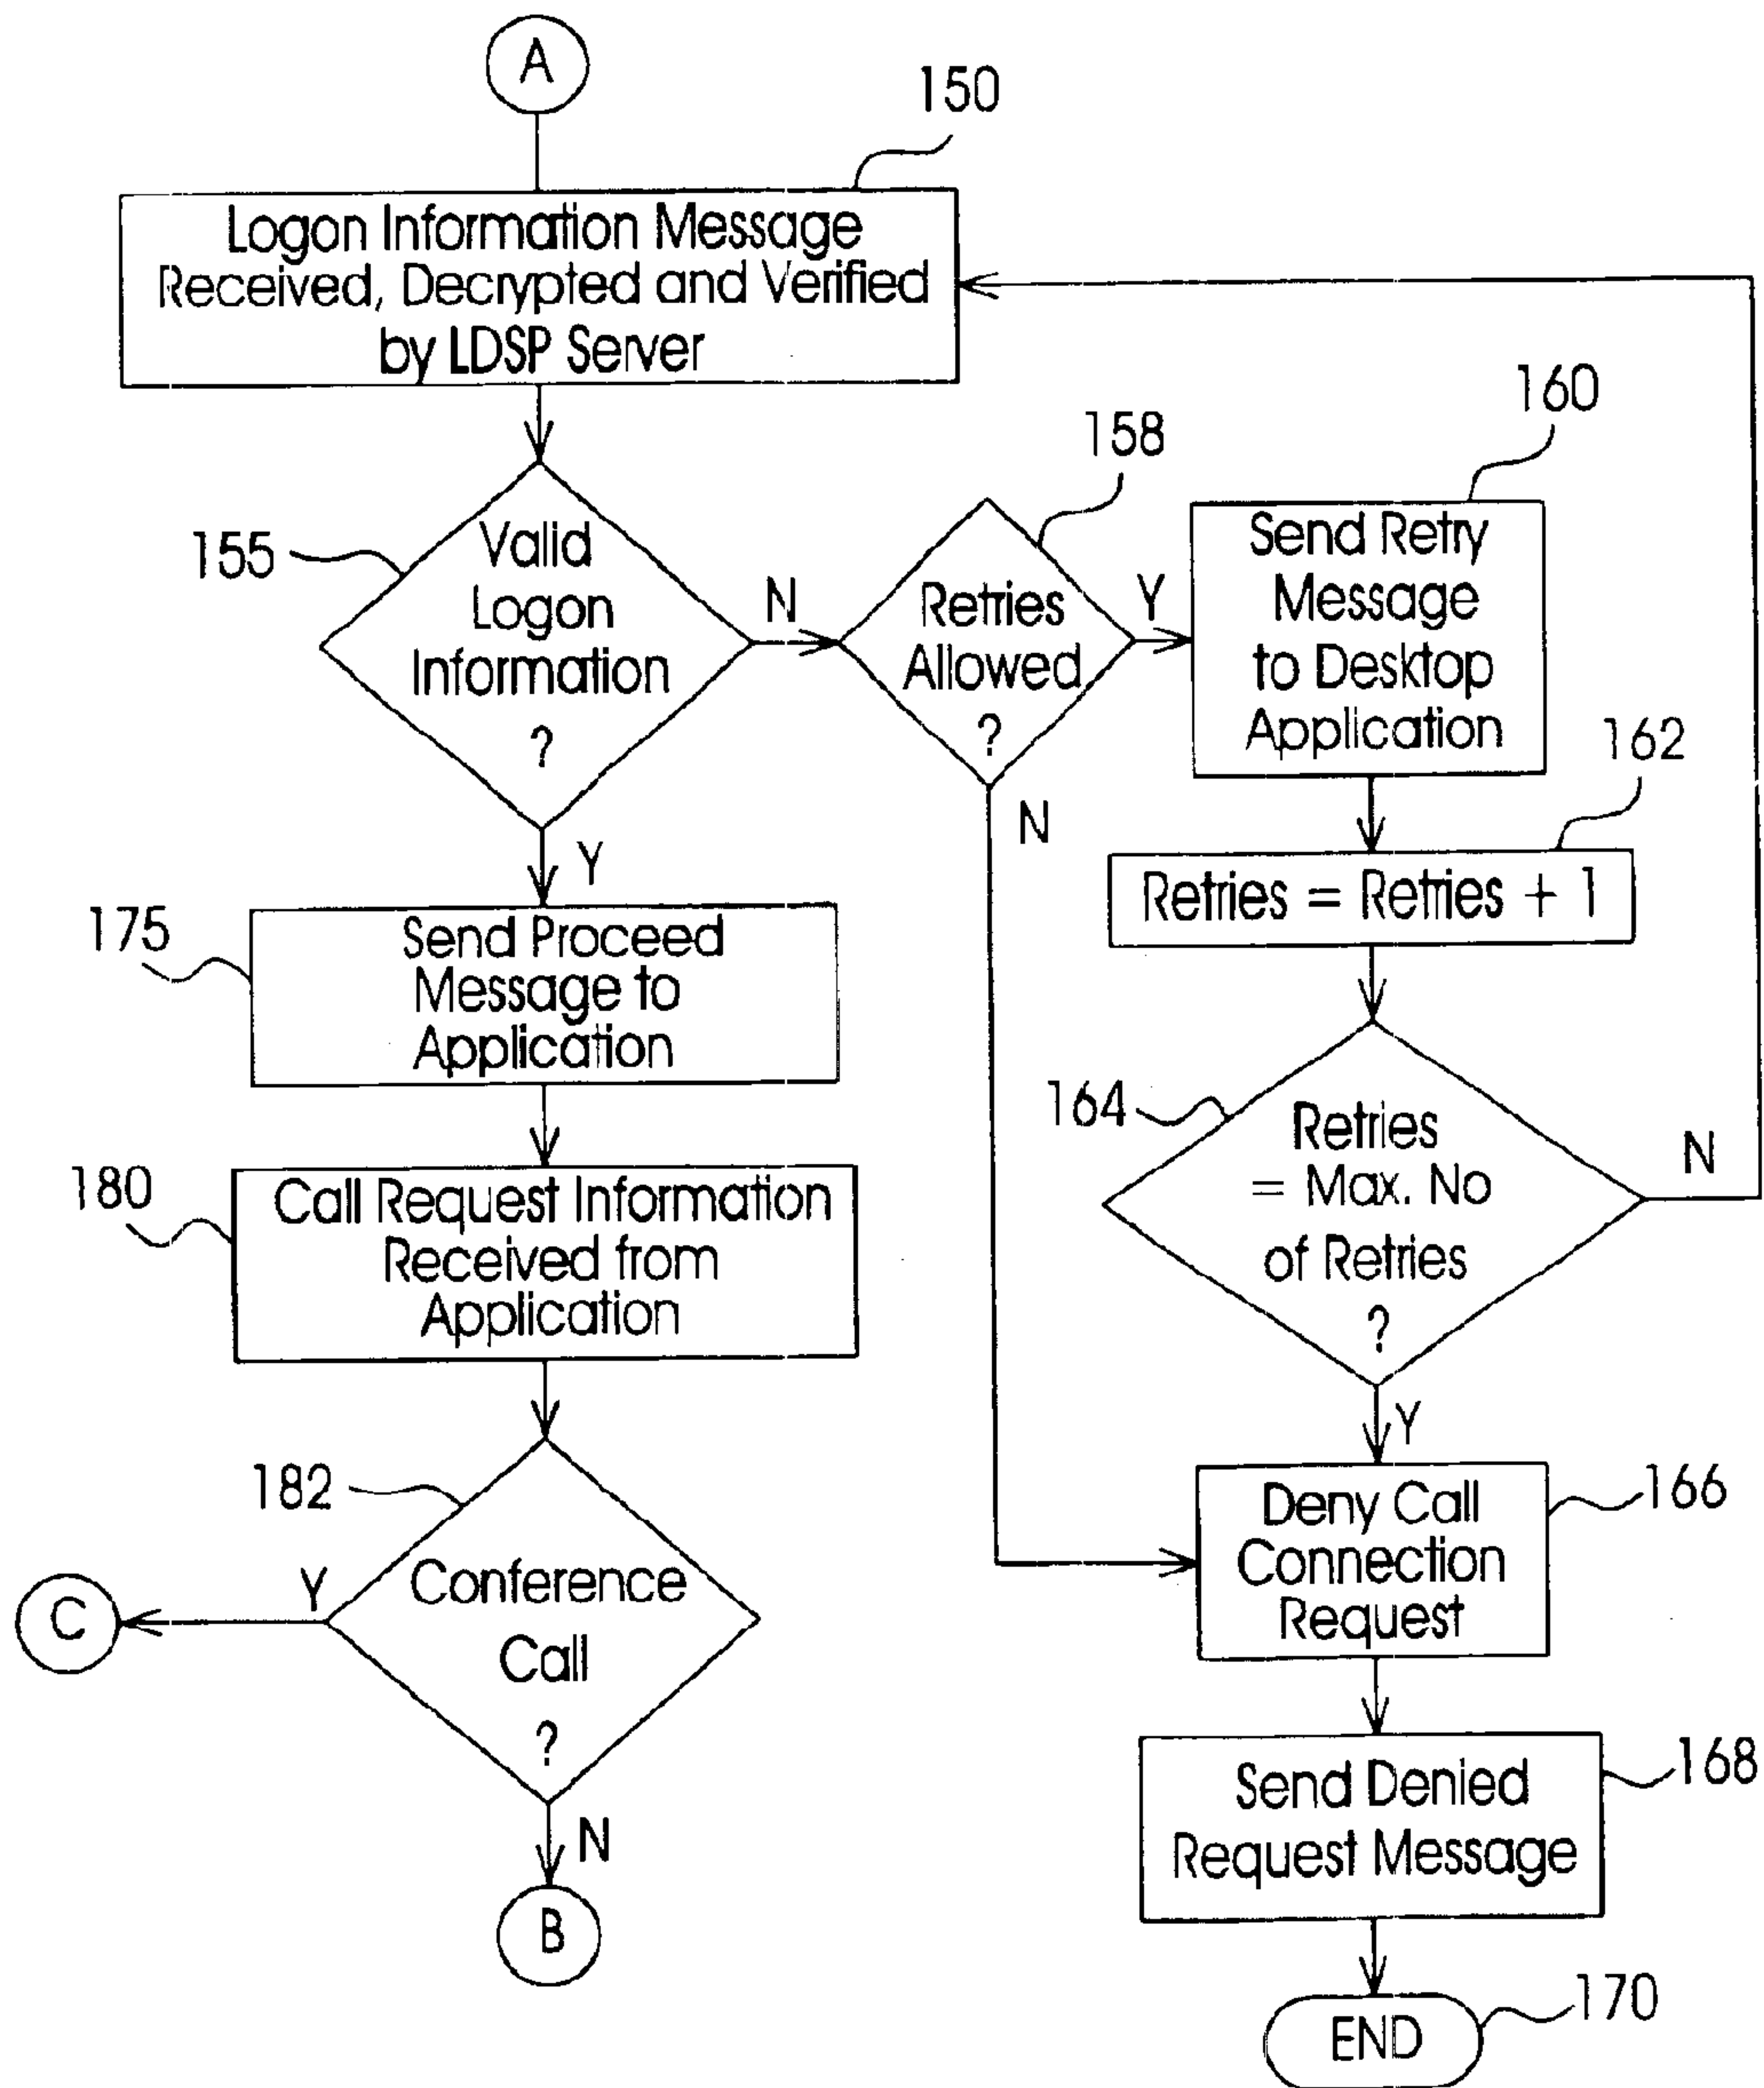 A
150
Logon Information Message
Received, Decrypted and Verified
by LDSP Server
160
158
155
Valid
Logon
Information
?
N
Retries
Allowed
?
Y
Send Retry
Message
to Desktop
Application
162
N
Y
Retries = Retries + 1
175
Send Proceed
Message to
Application
164
Retries
= Max. No
of Retries
?
N
180
Call Request Information
Received from
Application
Y
182
Conference
Call
?
Y
C
166
Deny Call
Connection
Request
168
Send Denied
Request Message
N
B
170
END